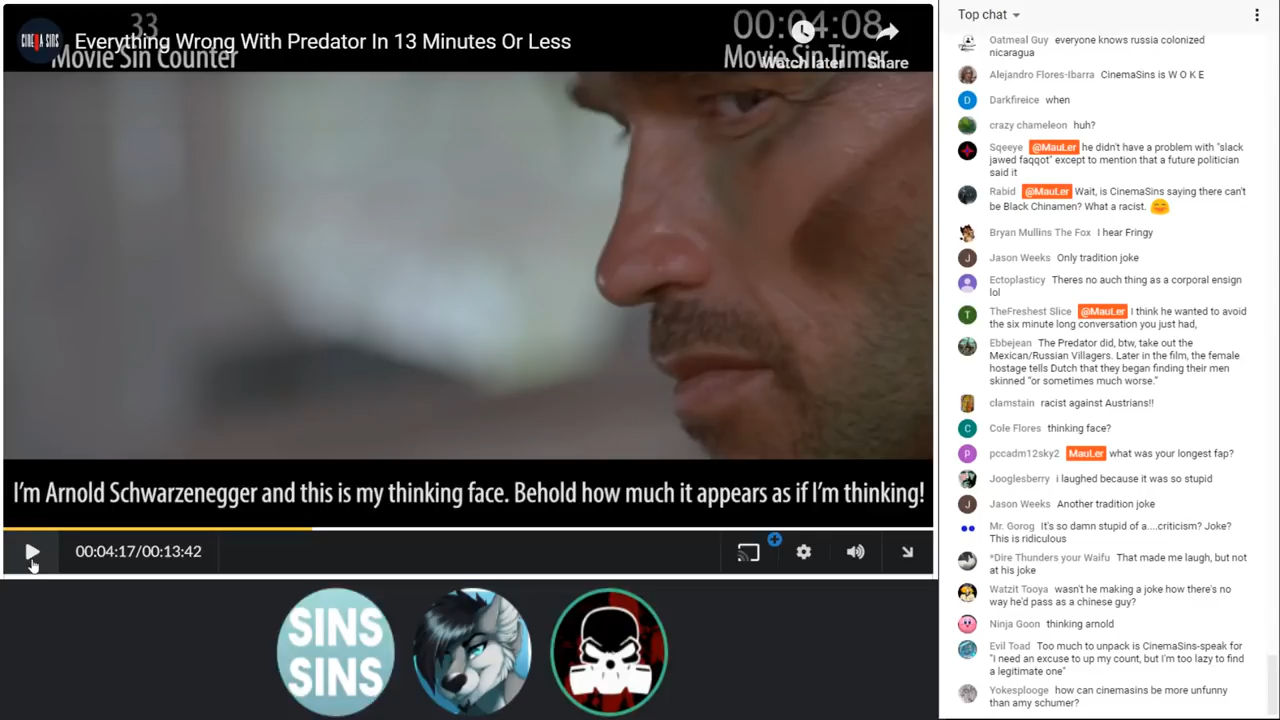 33
00:04:08
CINEMA SINS
Everything Wrong With Predator In 13 Minutes Or Less
Movie Sin Counter
Movie Sin Timer
Watch later
Share
I'm Arnold Schwarzenegger and this is my thinking face. Behold how much it appears as if I'm thinking!
00:04:17/00:13:42
SINS
SINS
Top chat
Oatmeal Guy everyone knows russia colonized
nicaragua
Alejandro Flores-Ibarra CinemaSins is W O K E
D
Darkfireice when
crazy chameleon huh?
Sqeeye @MauLer he didn't have a problem with "slack
jawed faqqot" except to mention that a future politician
said it
Rabid @MauLer Wait, is CinemaSins saying there can't
be Black Chinamen? What a racist.
Bryan Mullins The Fox I hear Fringy
J
Jason Weeks Only tradition joke
Ectoplasticy Theres no auch thing as a corporal ensign
lol
T
TheFreshest Slice @MauLer I think he wanted to avoid
the six minute long conversation you just had,
Ebbejean The Predator did, btw, take out the
Mexican/Russian Villagers. Later in the film, the female
hostage tells Dutch that they began finding their men
skinned "or sometimes much worse."
clamstain racist against Austrians!!
C
Cole Flores thinking face?
p
pccadm12sky2 MauLer what was your longest fap?
Jooglesberry i laughed because it was so stupid
J
Jason Weeks Another tradition joke
Mr. Gorog It's so damn stupid of a....criticism? Joke?
This is ridiculous
*Dire Thunders your Waifu That made me laugh, but not
at his joke
Watzit Tooya wasn't he making a joke how there's no
way he'd pass as a chinese guy?
Ninja Goon thinking arnold
Evil Toad Too much to unpack is CinemaSins-speak for
"I need an excuse to up my count, but I'm too lazy to find
a legitimate one"
Yokesplooge how can cinemasins be more unfunny
than amy schumer?